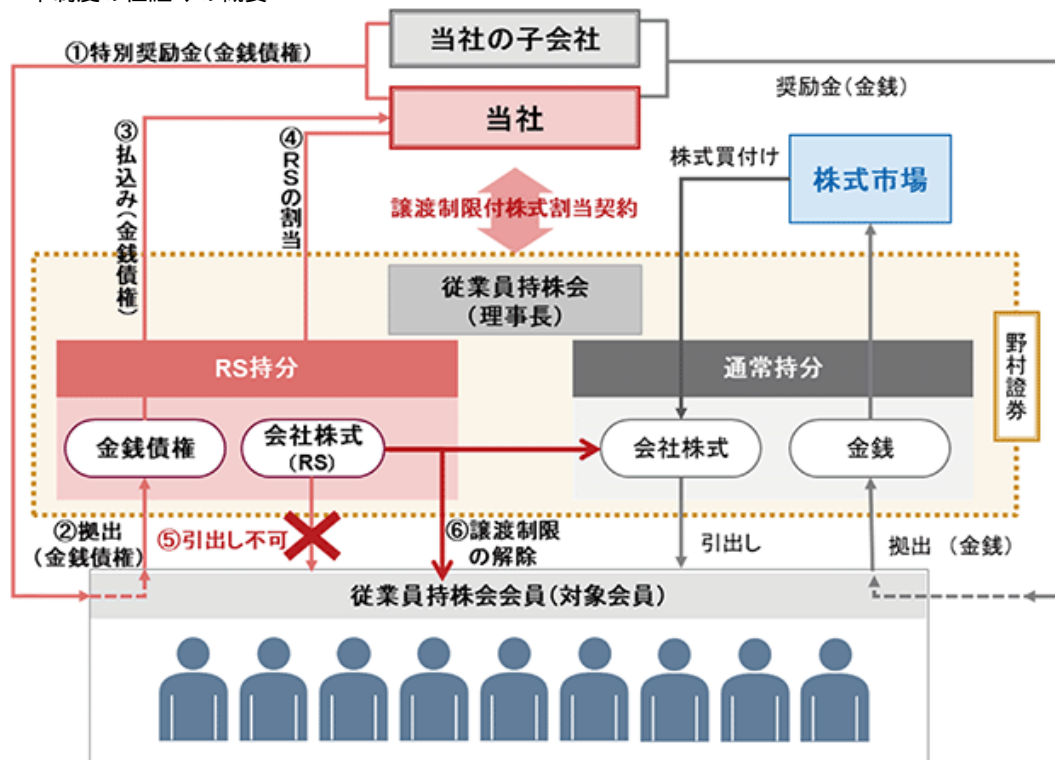 本制度の仕組みの概要
当社の子会社
①特別奨励金(金銭債権)
奨励金(金銭)
当社
③払込み(金銭債権)
④RSの割当
株式買付け
株式市場
譲渡制限付株式割当契約
従業員持株会
(理事長)
野村證券
RS持分
通常持分
金銭債権
会社株式
(RS)
会社株式
金銭
②拠出
(金銭債権)
⑤引出し不可
⑥譲渡制限
の解除
引出し
拠出 (金銭)
従業員持株会会員(対象会員)